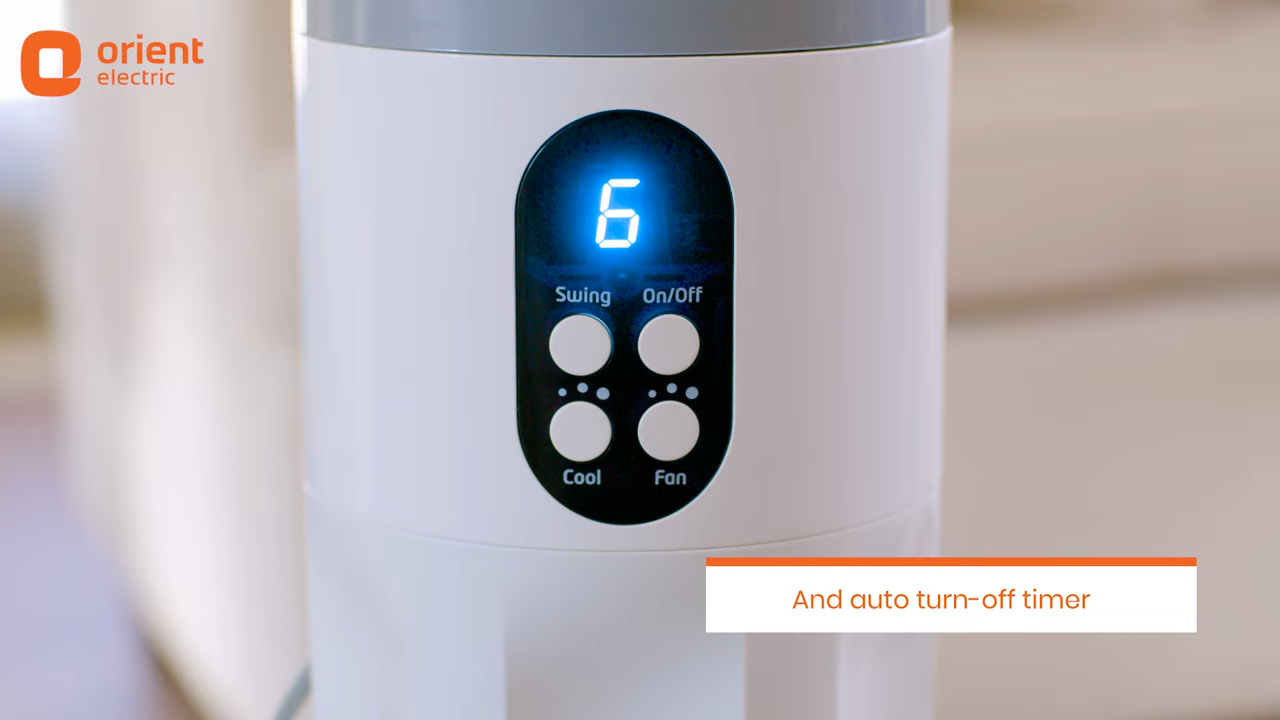 orient
electric
6
Swing On/Off
Cool Fan
And auto turn-off timer